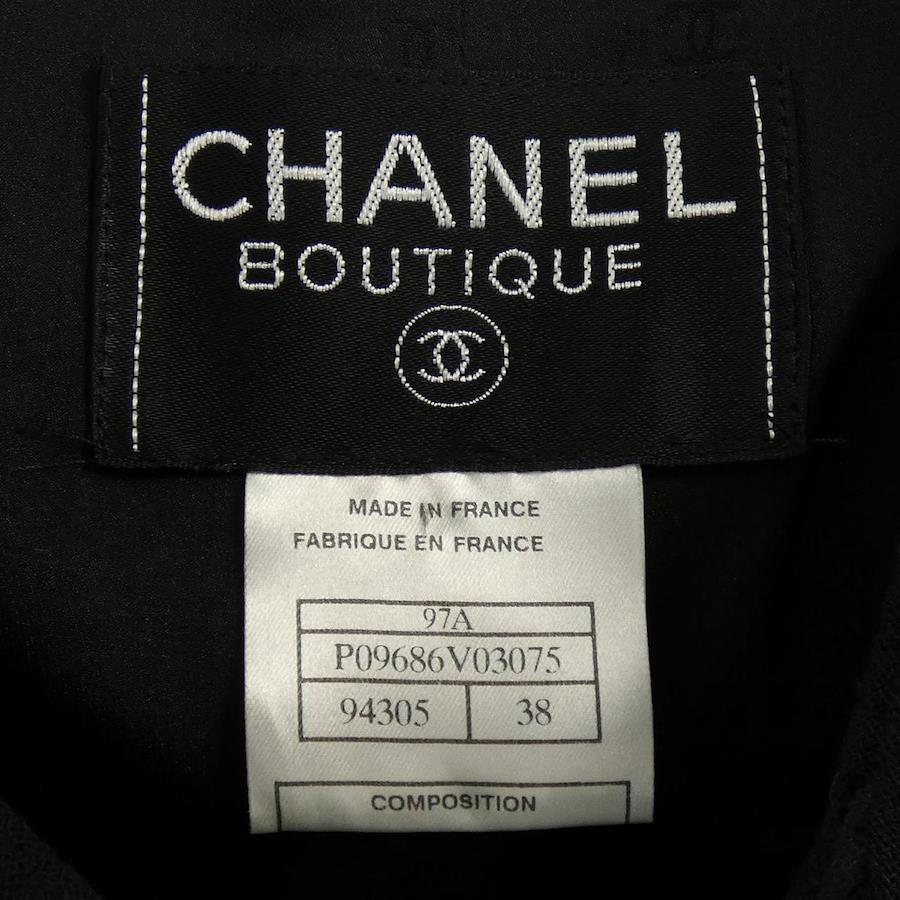 CHANEL
BOUTIQUE
MADE IN FRANCE
FABRIQUE EN FRANCE
97A
P09686V03075
94305 38
COMPOSITION